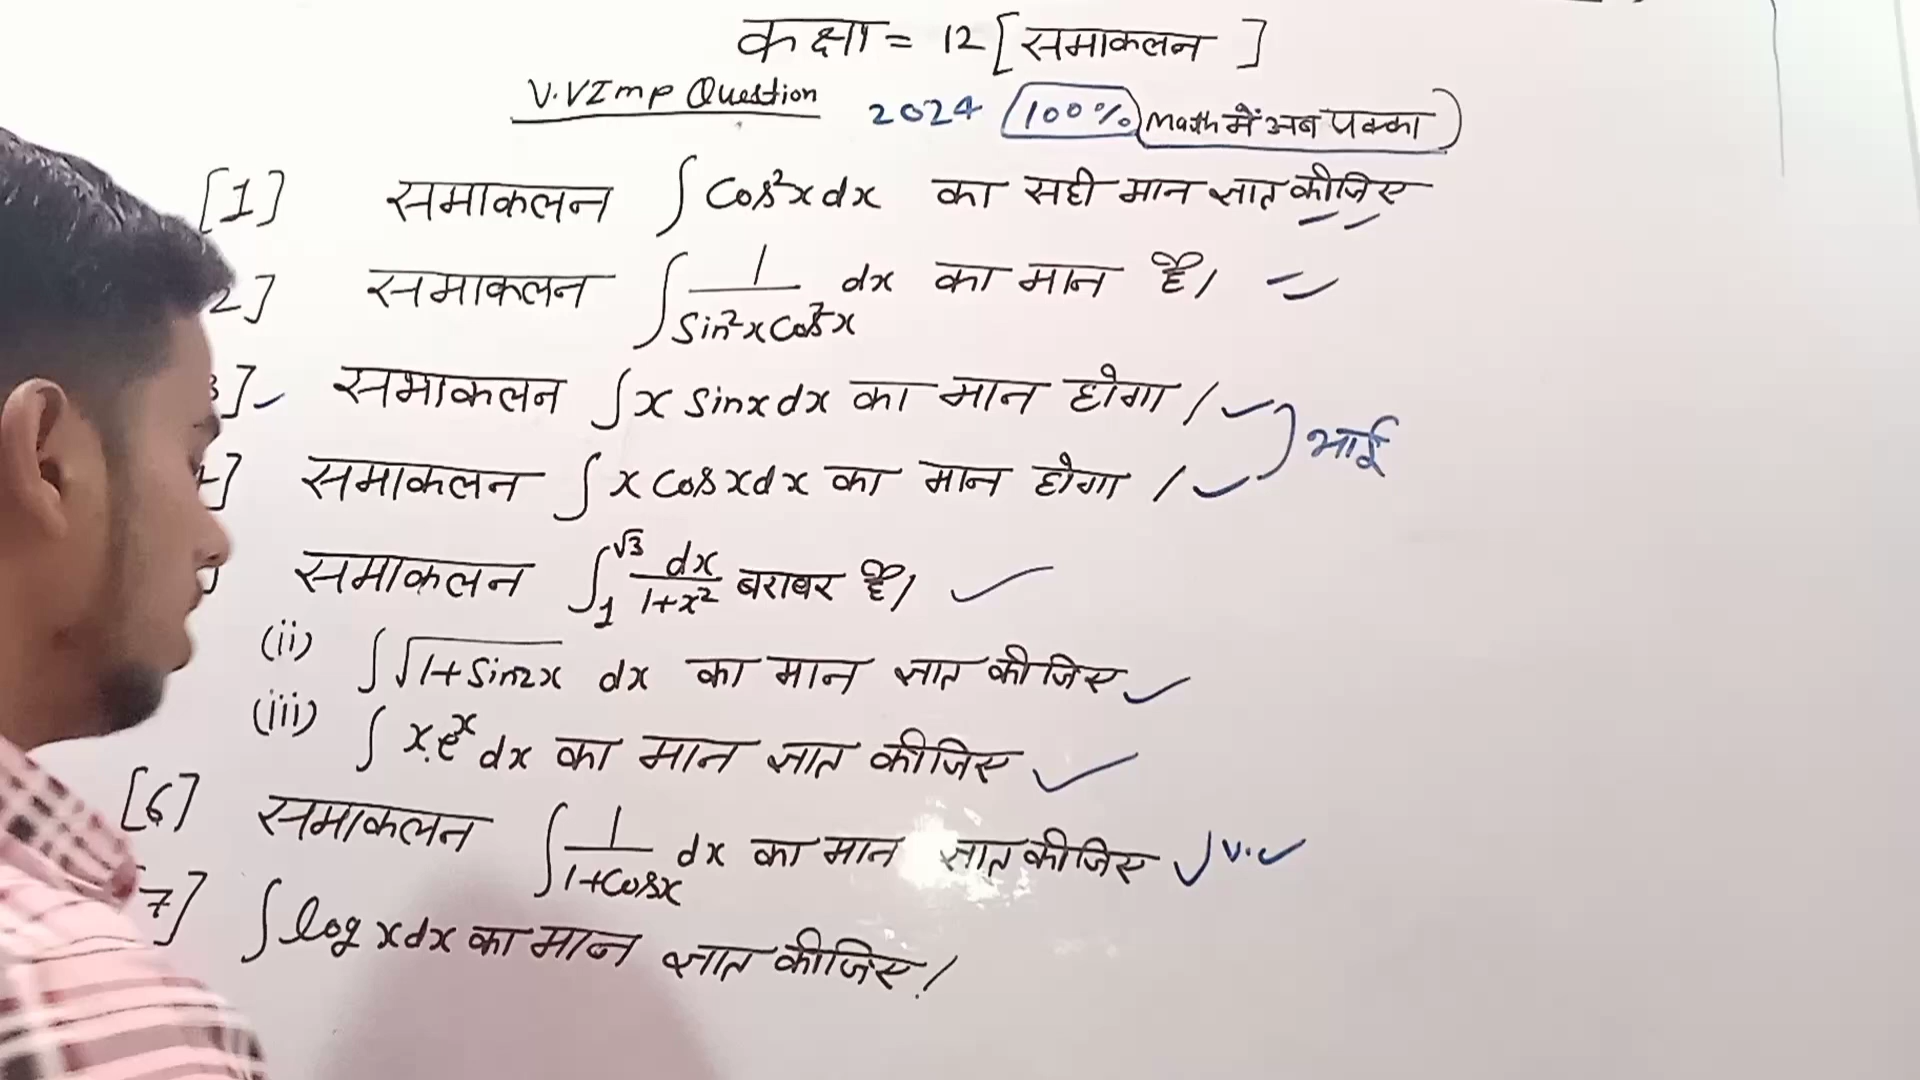 कक्षा = 12 [समाकलन]
V.VImp Question 2024 100% Math में अब पक्का)
[1] समाकलन ∫ Cos²x dx का सही मान ज्ञात कीजिए
2] समाकलन ∫ 1/(Sin²x Cos²x) dx का मान है।
3] समाकलन ∫ x sinx dx का मान होगा।
भाई
] समाकलन ∫ x Cos x dx का मान होगा।
समाकलन ∫₁^√3 dx/(1+x²) बराबर है।
(ii) ∫ √(1+Sin2x) dx का मान ज्ञात कीजिए
(iii) ∫ x.eˣ dx का मान ज्ञात कीजिए
[6] समाकलन ∫ 1/(1+Cosx) dx का मान ज्ञात कीजिए v.
7] ∫ log x dx का मान ज्ञात कीजिए।